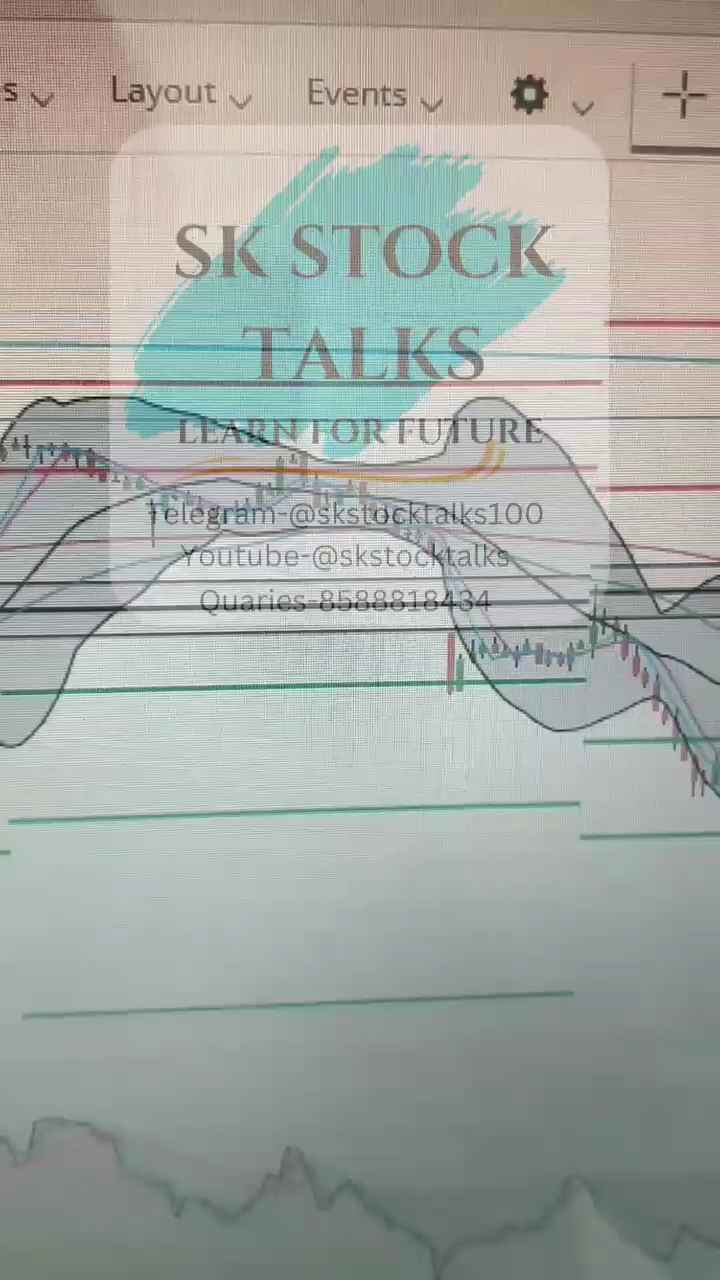 s
Layout
Events
SK STOCK
TALKS
LEARN FOR FUTURE
Telegram-@skstocktalks100
Youtube-@skstocktalks
Quaries-8588818434